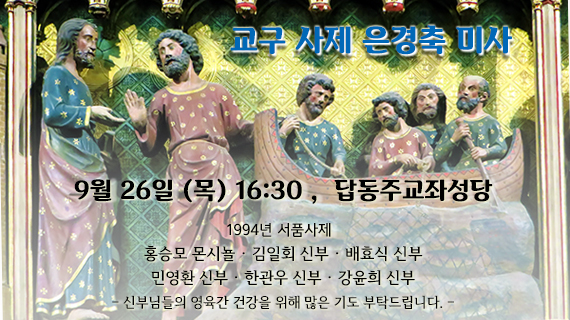 교구 사제 은경축 미사
9월 26일 (목) 16:30 , 답동주교좌성당
1994년 서품사제
홍승모 몬시뇰 · 김일회 신부 · 배효식 신부
민영환 신부 · 한관우 신부 · 강윤희 신부
- 신부님들의 영육간 건강을 위해 많은 기도 부탁드립니다. -